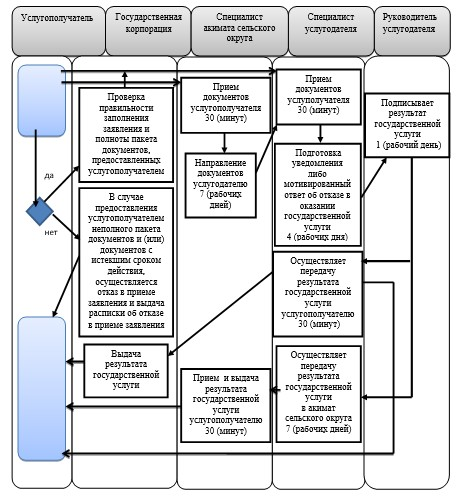 Услугополучатель
Государственная
корпорация
Специалист
акимата сельского
округа
Специалист
услугодателя
Руководитель
услугодателя
да
нет
Проверка
правильности
заполнения
заявления и
полноты пакета
документов,
предоставленных
услугополучателем
В случае
предоставления
услугополучателем
неполного пакета
документов и (или)
документов с
истекшим сроком
действия,
осуществляется
отказ в приеме
заявления и выдача
расписки об отказе
в приеме заявления
Выдача
результата
государственной
услуги
Прием
документов
услугополучателя
30 (минут)
Направление
документов
услугодателю
7 (рабочих
дней)
Прием и выдача
результата
государственной
услуги
услугополучателю
30 (минут)
Прием
документов
услуполучателя
30 (минут)
Подготовка
уведомления
либо
мотивированный
ответ об отказе в
оказании
государственной
услуги
4 (рабочих дня)
Осуществляет
передачу
результата
государственной
услуги
услугополучателю
30 (минут)
Осуществляет
передачу
результата
государственной
услуги
в акимат
сельского округа
7 (рабочих дней)
Подписывает
результат
государственной
услуги
1 (рабочий день)